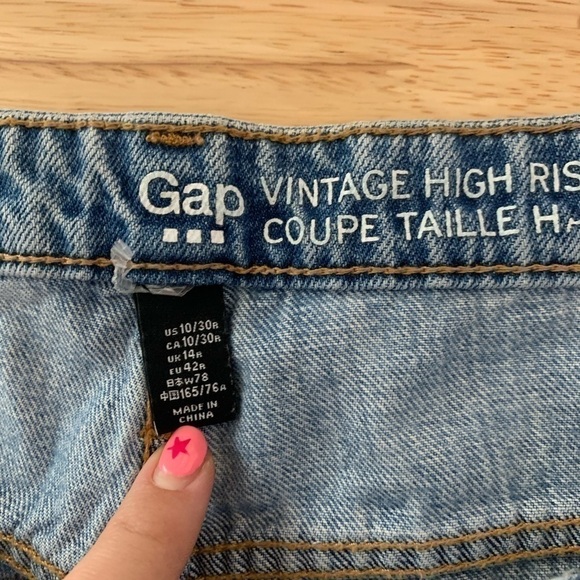 Gap
VINTAGE HIGH RIS
COUPE TAILLE HA
US 10/30R
CA 10/30R
UK 14R
EU 42R
日本W78
中国165/76A
MADE IN
CHINA